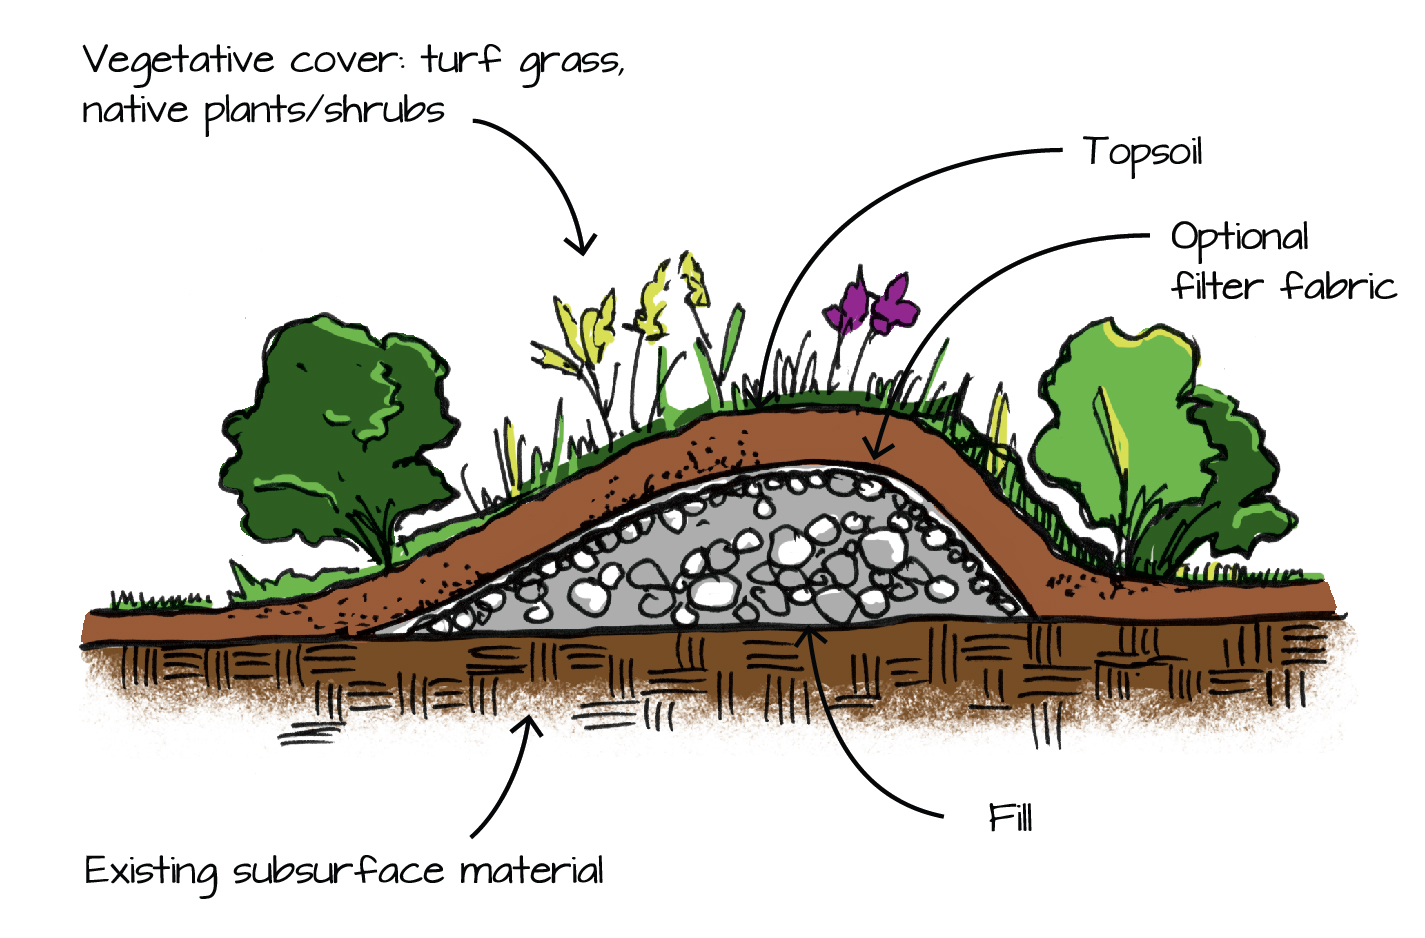 Vegetative cover: turf grass,
native plants/shrubs
Topsoil
Optional
filter fabric
Fill
Existing subsurface material